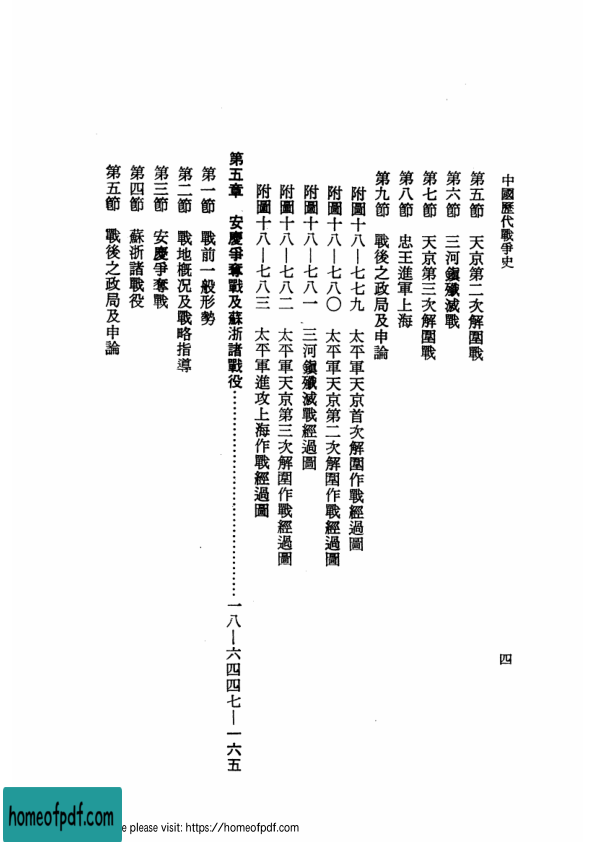 中國歷代戰爭史
四
第五節 天京第二次解圍戰
第六節 三河鎮殲滅戰
第七節 天京第三次解圍戰
第八節 忠王進軍上海
第九節 戰後之政局及申論
附圖十八—七七九 太平軍天京首次解圍作戰經過圖
附圖十八—七八〇 太平軍天京第二次解圍作戰經過圖
附圖十八—七八一 三河鎮殲滅戰經過圖
附圖十八—七八二 太平軍天京第三次解圍作戰經過圖
附圖十八—七八三 太平軍進攻上海作戰經過圖
第五章 安慶爭奪戰及蘇浙諸戰役⋯⋯⋯⋯⋯⋯⋯⋯⋯⋯一八—六四四七—一六五
第一節 戰前一般形勢
第二節 戰地概況及戰略指導
第三節 安慶爭奪戰
第四節 蘇浙諸戰役
第五節 戰後之政局及申論
homeofpdf.com
e please visit: https://homeofpdf.com